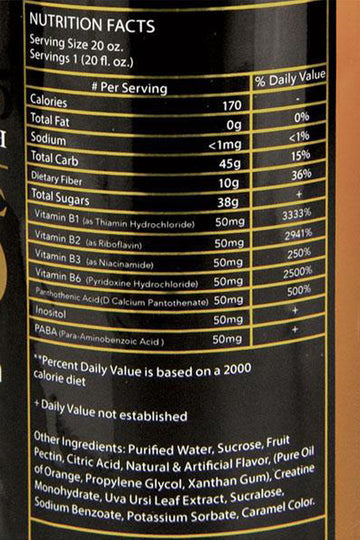 NUTRITION FACTS
Serving Size 20 oz.
Servings 1 (20 fl. oz.)
# Per Serving % Daily Value
Calories 170 -
Total Fat 0g 0%
Sodium <1mg <1%
Total Carb 45g 15%
Dietary Fiber 10g 36%
Total Sugars 38g +
Vitamin B1 (as Thiamin Hydrochloride) 50mg 3333%
Vitamin B2 (as Riboflavin) 50mg 2941%
Vitamin B3 (as Niacinamide) 50mg 250%
Vitamin B6 (Pyridoxine Hydrochloride) 50mg 2500%
Panthothenic Acid (D Calcium Pantothenate) 50mg 500%
Inositol 50mg +
PABA (Para-Aminobenzoic Acid ) 50mg +
**Percent Daily Value is based on a 2000
calorie diet
+ Daily Value not established
Other Ingredients: Purified Water, Sucrose, Fruit
Pectin, Citric Acid, Natural & Artificial Flavor, (Pure Oil
of Orange, Propylene Glycol, Xanthan Gum), Creatine
Monohydrate, Uva Ursi Leaf Extract, Sucralose,
Sodium Benzoate, Potassium Sorbate, Caramel Color.